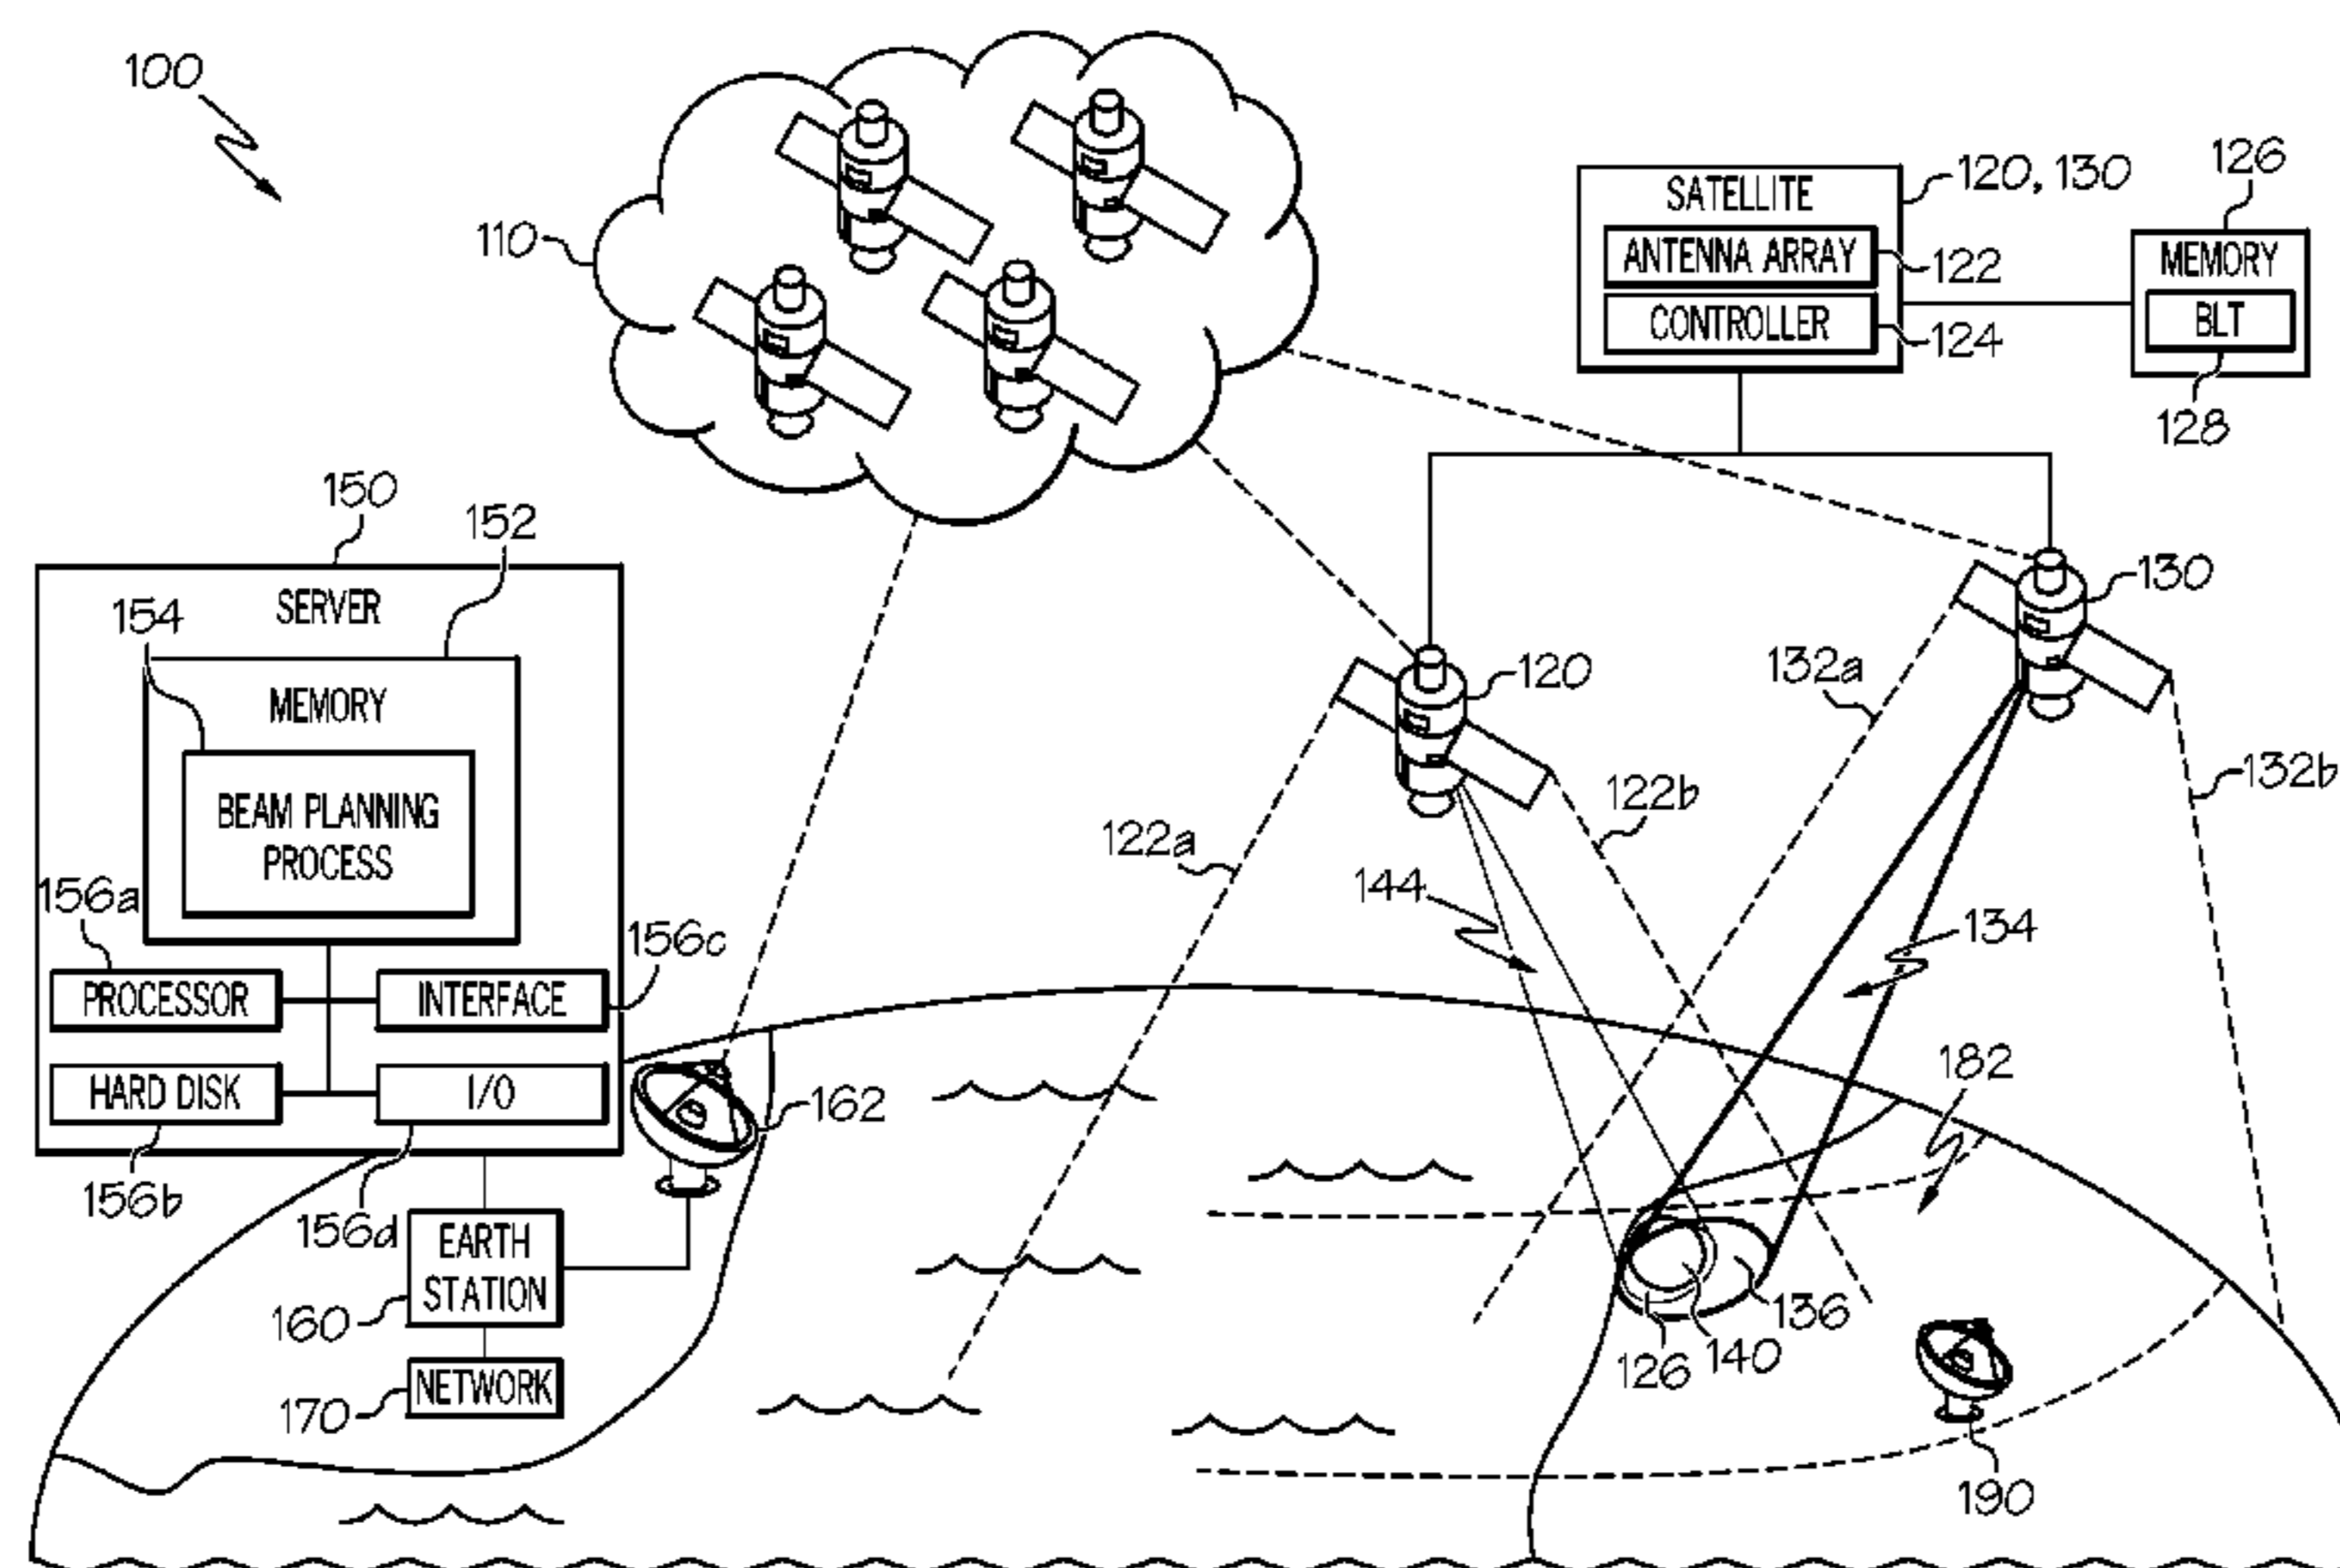 100
110
SATELLITE
120, 130
ANTENNA ARRAY
122
CONTROLLER
124
126
MEMORY
BLT
128
150
152
SERVER
154
MEMORY
BEAM PLANNING
PROCESS
156a
156c
PROCESSOR
INTERFACE
HARD DISK
I/O
156b
156d
162
EARTH
STATION
160
NETWORK
170
120
130
122a
122b
132a
132b
144
134
182
136
140
126
190